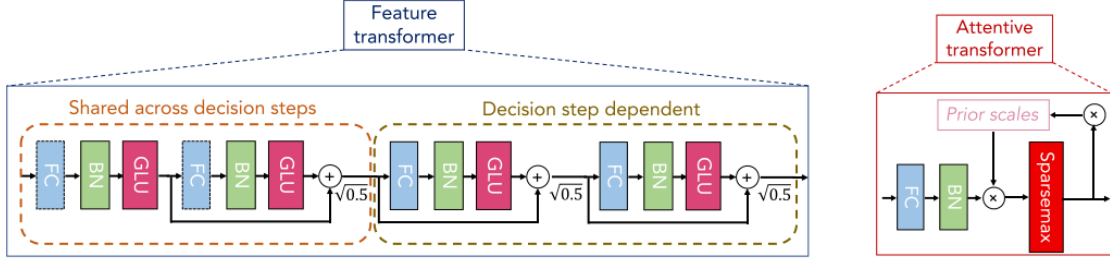 Feature
transformer
Attentive
transformer
Shared across decision steps
Decision step dependent
Prior scales
FC
BN
GLU
FC
BN
GLU
+
√0.5
FC
BN
GLU
+
√0.5
FC
BN
GLU
+
√0.5
FC
BN
×
Sparsemax
×